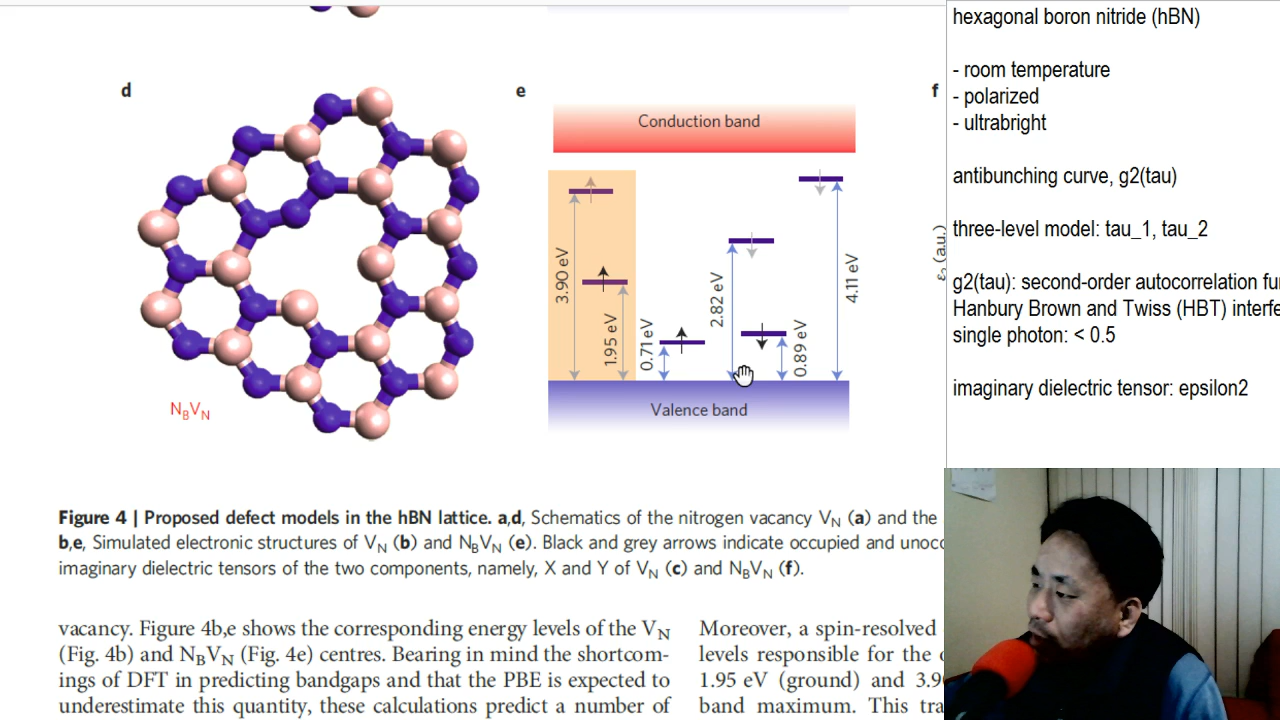 d
e
f
Conduction band
3.90 eV
1.95 eV
0.71 eV
2.82 eV
0.89 eV
4.11 eV
Valence band
ε₂ (a.u.)
N_BV_N
Figure 4 | Proposed defect models in the hBN lattice. a,d, Schematics of the nitrogen vacancy V_N (a) and the
b,e, Simulated electronic structures of V_N (b) and N_BV_N (e). Black and grey arrows indicate occupied and unocc
imaginary dielectric tensors of the two components, namely, X and Y of V_N (c) and N_BV_N (f).
vacancy. Figure 4b,e shows the corresponding energy levels of the V_N
(Fig. 4b) and N_BV_N (Fig. 4e) centres. Bearing in mind the shortcom-
ings of DFT in predicting bandgaps and that the PBE is expected to
underestimate this quantity, these calculations predict a number of
Moreover, a spin-resolved
levels responsible for the
1.95 eV (ground) and 3.9
band maximum. This tra
hexagonal boron nitride (hBN)
- room temperature
- polarized
- ultrabright
antibunching curve, g2(tau)
three-level model: tau_1, tau_2
g2(tau): second-order autocorrelation fu
Hanbury Brown and Twiss (HBT) interfe
single photon: < 0.5
imaginary dielectric tensor: epsilon2